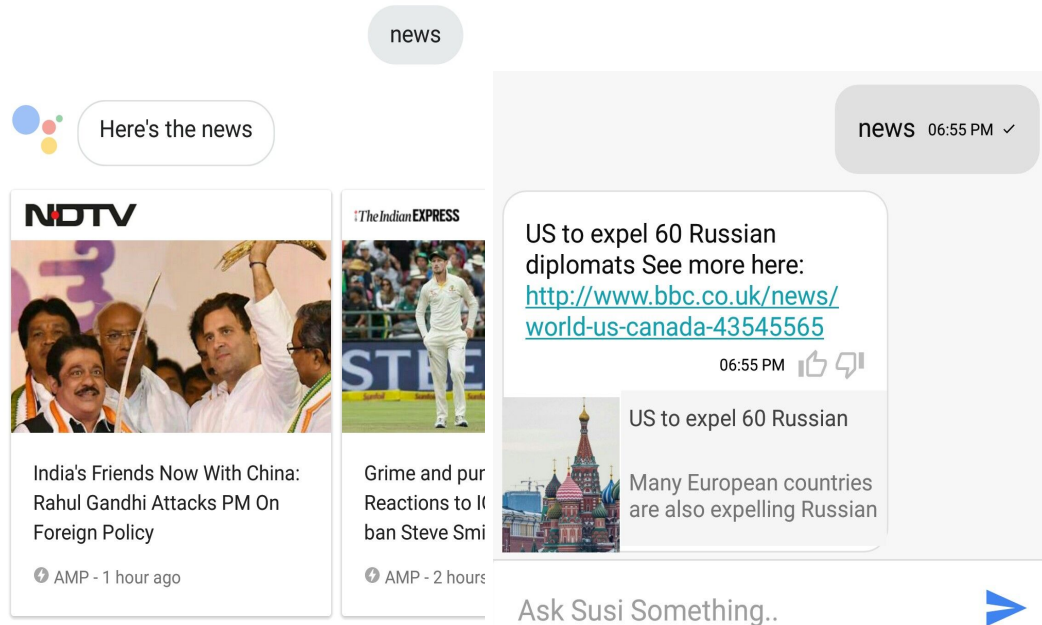 news
Here's the news
NDTV
India's Friends Now With China:
Rahul Gandhi Attacks PM On
Foreign Policy
AMP - 1 hour ago
The Indian EXPRESS
STE
Grime and pun
Reactions to IC
ban Steve Smi
AMP - 2 hours
news 06:55 PM
US to expel 60 Russian
diplomats See more here:
http://www.bbc.co.uk/news/
world-us-canada-43545565
06:55 PM
US to expel 60 Russian
Many European countries
are also expelling Russian
Ask Susi Something..